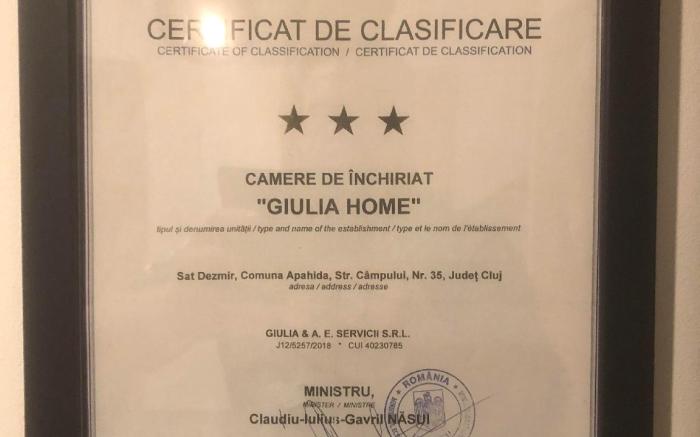 CERTIFICAT DE CLASIFICARE
CERTIFICATE OF CLASSIFICATION / CERTIFICAT DE CLASSIFICATION
CAMERE DE ÎNCHIRIAT
"GIULIA HOME"
tipul și denumirea unității / type and name of the establishment / type et le nom de l'établissement
Sat Dezmir, Comuna Apahida, Str. Câmpului, Nr. 35, Județ Cluj
adresa / address / adresse
GIULIA & A. E. SERVICII S.R.L.
J12/5257/2018 * CUI 40230785
MINISTRU,
MINISTER / MINISTRE
ROMÂNIA
Claudiu-Iulius-Gavril NĂSUI